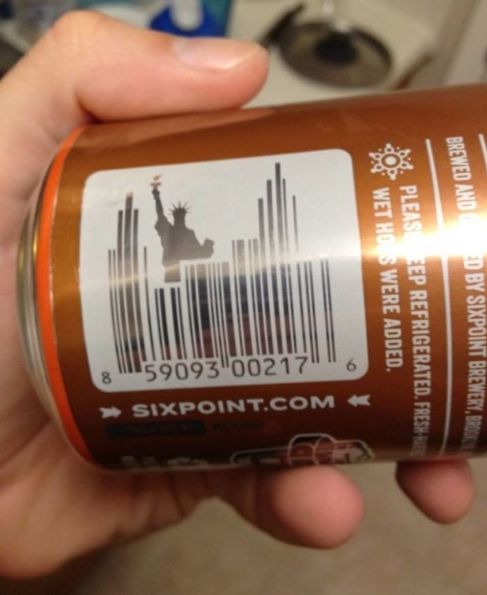 8 59093 00217 6
SIXPOINT.COM
PLEAS EEP REFRIGERATED. FRESH
WET HO S WERE ADDED.
BREWED AND ED BY SIXPOINT BREWERY,